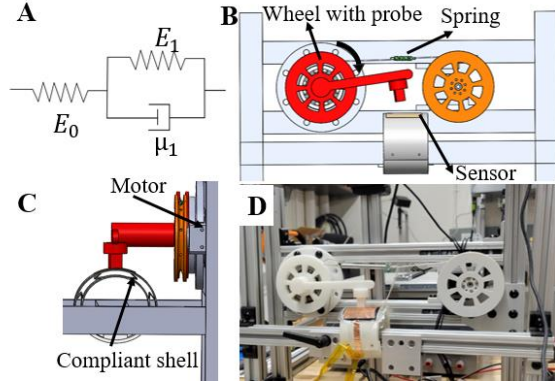 A
E₁
E₀
μ₁
B
Wheel with probe
Spring
Sensor
C
Motor
Compliant shell
D